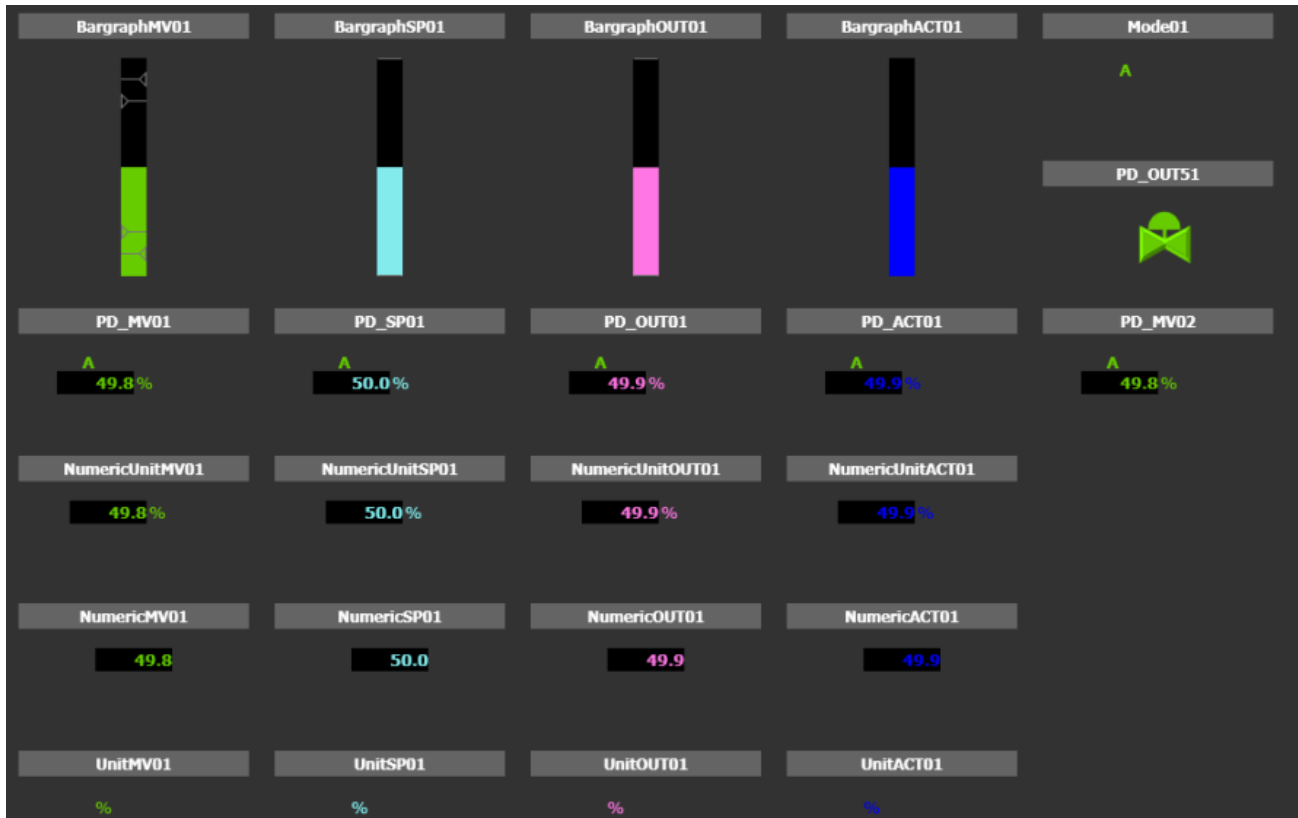 BargraphMV01 BargraphSP01 BargraphOUT01 BargraphACT01 Mode01
A
PD_OUT51
PD_MV01 PD_SP01 PD_OUT01 PD_ACT01 PD_MV02
A A A A A
49.8% 50.0% 49.9% 49.9% 49.8%
NumericUnitMV01 NumericUnitSP01 NumericUnitOUT01 NumericUnitACT01
49.8% 50.0% 49.9% 49.9%
NumericMV01 NumericSP01 NumericOUT01 NumericACT01
49.8 50.0 49.9 49.9
UnitMV01 UnitSP01 UnitOUT01 UnitACT01
% % % %